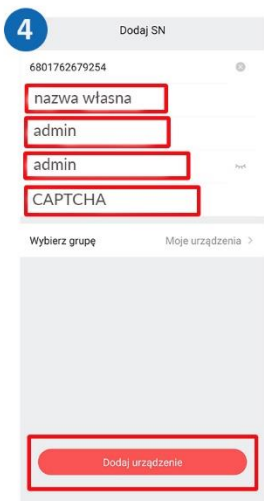 4
Dodaj SN
6801762679254
nazwa własna
admin
admin
CAPTCHA
Wybierz grupę Moje urządzenia >
Dodaj urządzenie